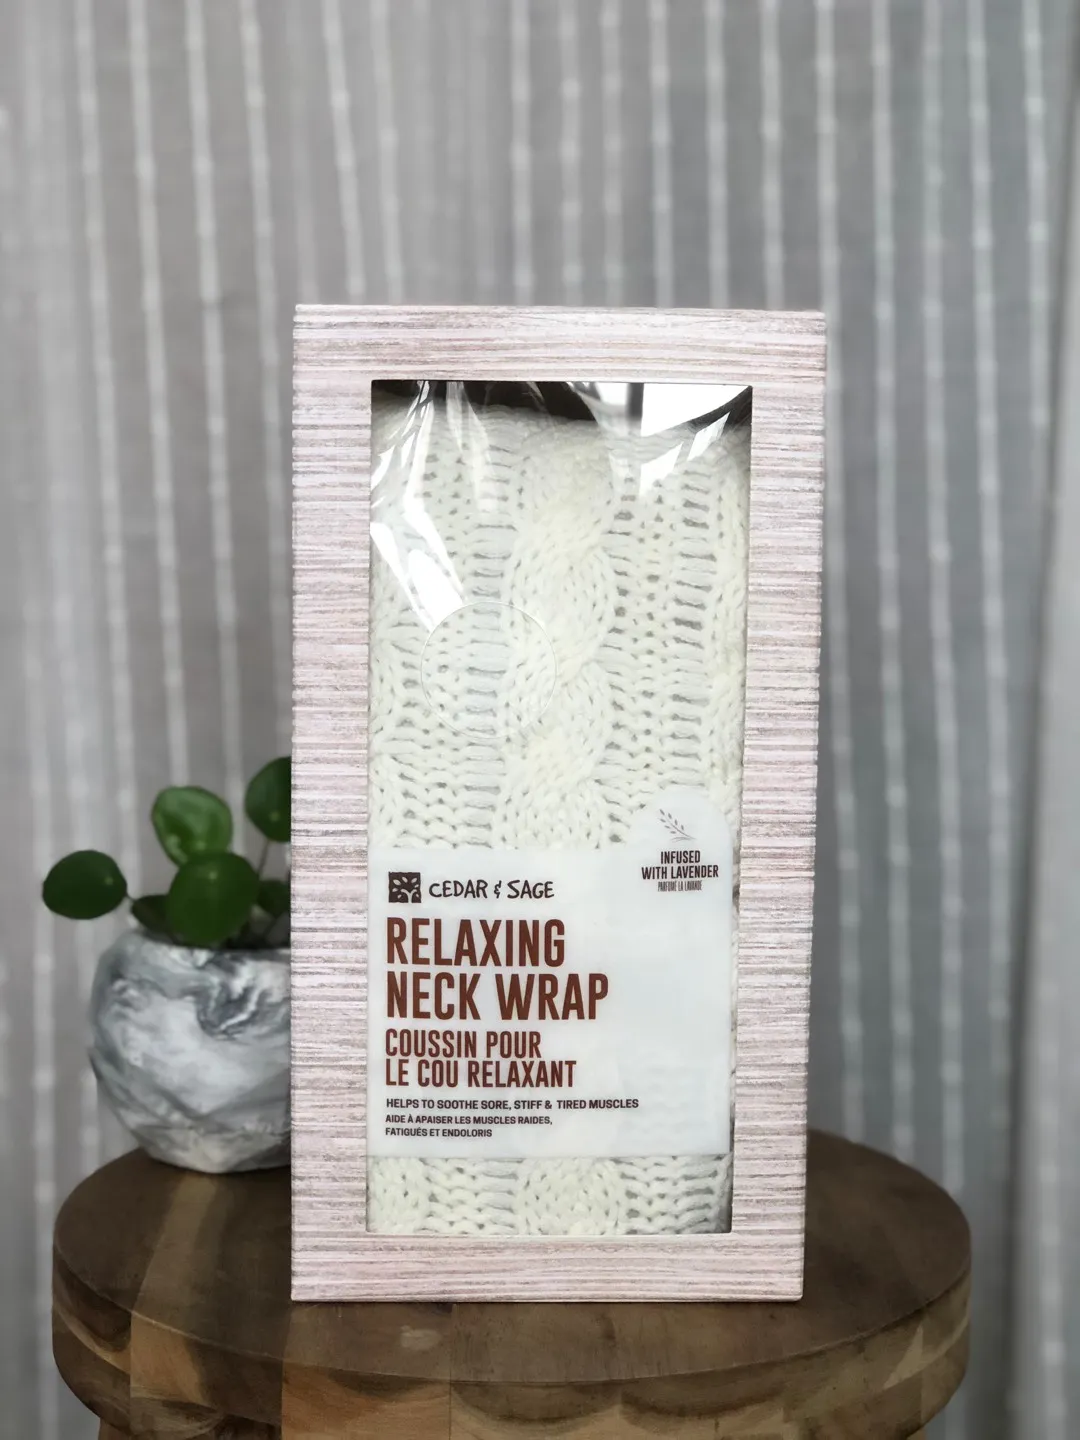 INFUSED
WITH LAVENDER
PARFUMÉ LA LAVANDE
CEDAR & SAGE
RELAXING
NECK WRAP
COUSSIN POUR
LE COU RELAXANT
HELPS TO SOOTHE SORE, STIFF & TIRED MUSCLES
AIDE À APAISER LES MUSCLES RAIDES,
FATIGUÉS ET ENDOLORIS